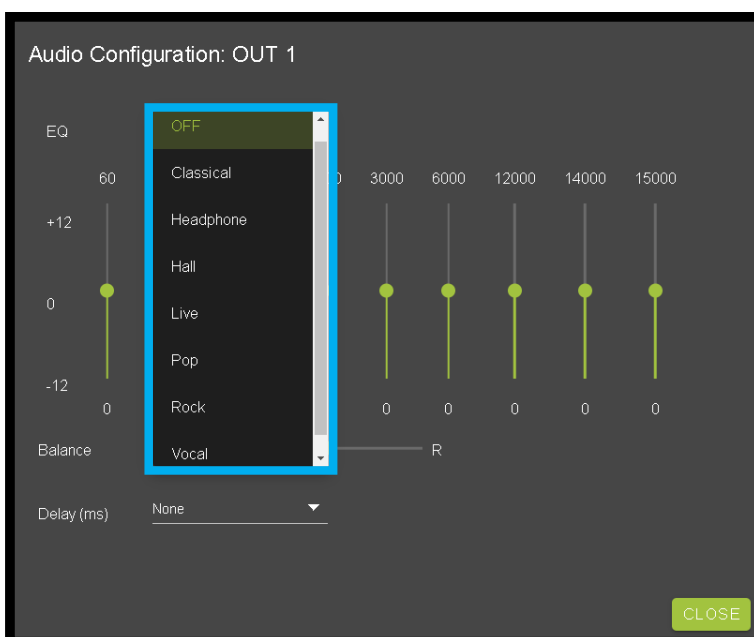 Audio Configuration: OUT 1
EQ
OFF
Classical
Headphone
Hall
Live
Pop
Rock
Vocal
60 3000 6000 12000 14000 15000
+12
0
-12
0 0 0 0 0 0
Balance R
Delay (ms) None
CLOSE